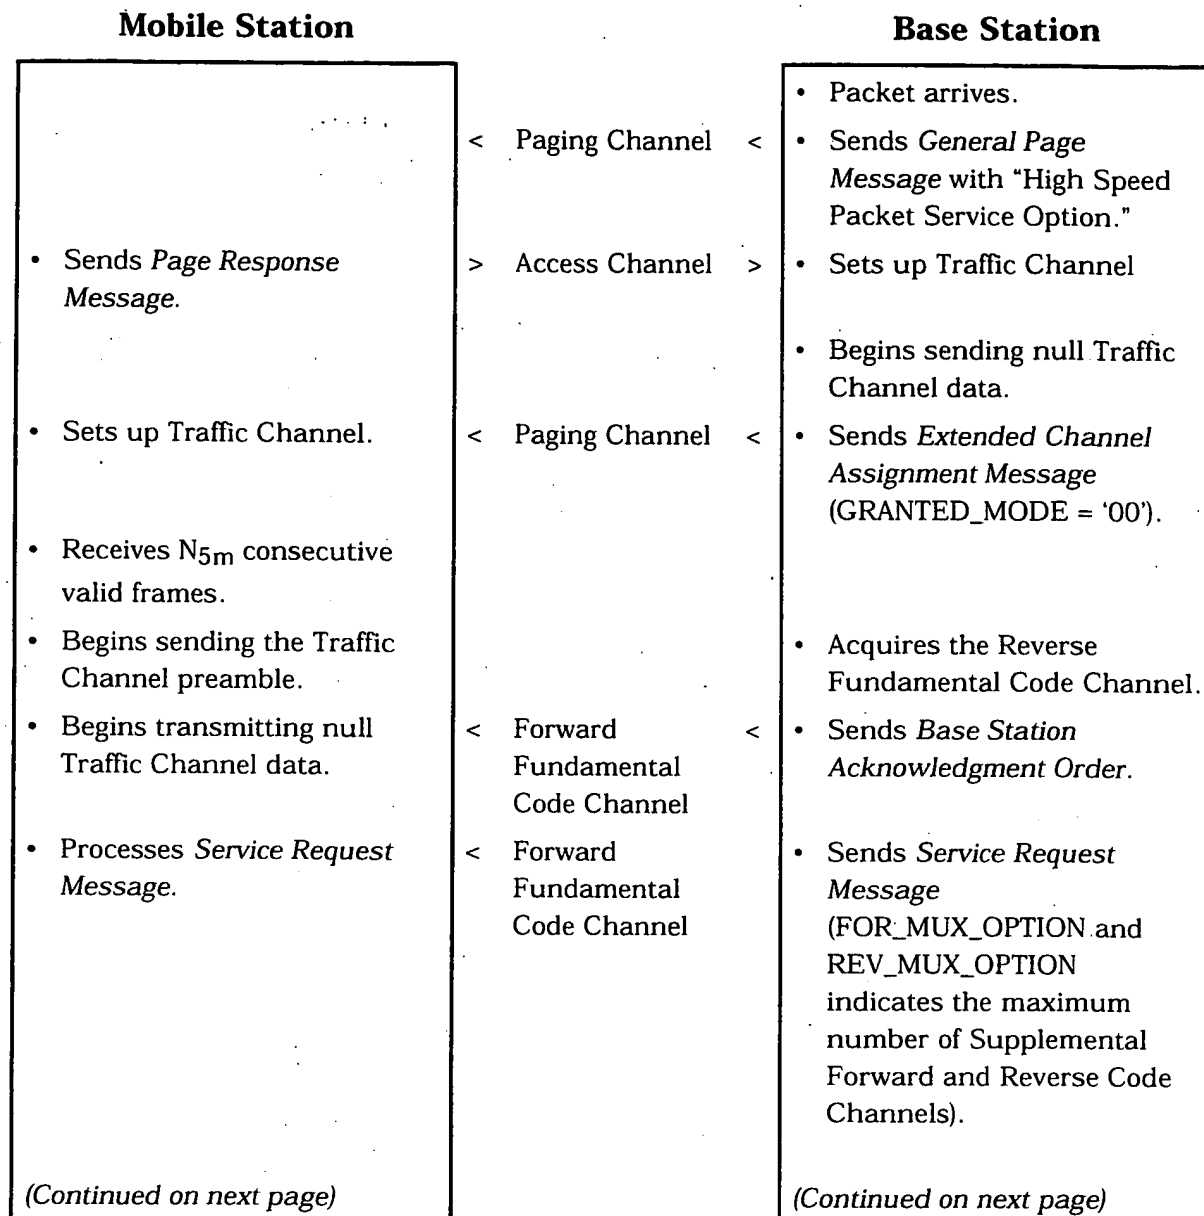 Mobile Station
Base Station
• Packet arrives.
< Paging Channel < • Sends General Page
Message with "High Speed
Packet Service Option."
• Sends Page Response > Access Channel > • Sets up Traffic Channel
Message.
• Begins sending null Traffic
Channel data.
• Sets up Traffic Channel. < Paging Channel < • Sends Extended Channel
Assignment Message
(GRANTED_MODE = '00').
• Receives N5m consecutive
valid frames.
• Begins sending the Traffic
Channel preamble.
• Acquires the Reverse
Fundamental Code Channel.
• Begins transmitting null
Traffic Channel data.
< Forward <
Fundamental
Code Channel
• Sends Base Station
Acknowledgment Order.
• Processes Service Request
Message.
< Forward
Fundamental
Code Channel
• Sends Service Request
Message
(FOR_MUX_OPTION and
REV_MUX_OPTION
indicates the maximum
number of Supplemental
Forward and Reverse Code
Channels).
(Continued on next page)
(Continued on next page)